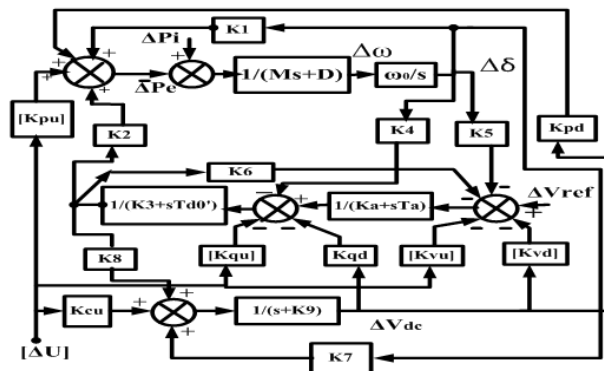 ΔPi
K1
Δω
Δδ
1/(Ms+D)
ω₀/s
Δ̄Pe
[Kpu]
K2
K4
K5
Kpd
K6
1/(K3+sTd0')
1/(Ka+sTa)
ΔVref
K8
[Kqu]
Kqd
[Kvu]
[Kvd]
Kcu
1/(s+K9)
ΔVdc
[ΔU]
K7